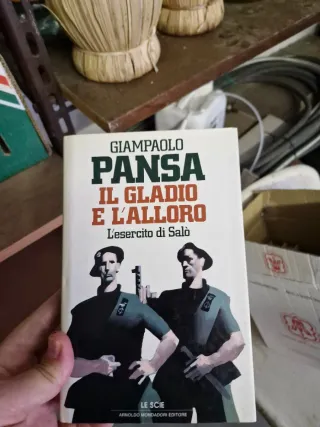 GIAMPAOLO
PANSA
IL GLADIO
E L'ALLORO
L'esercito di Salò
LE SCIE
ARNOLDO MONDADORI EDITORE